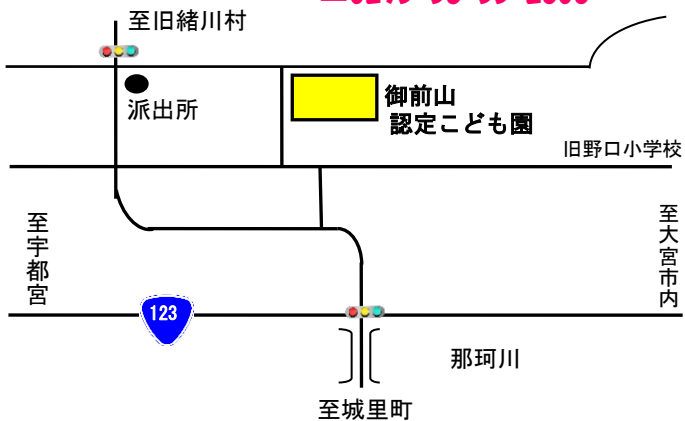 至旧緒川村
派出所
御前山
認定こども園
旧野口小学校
至宇都宮
至大宮市内
123
那珂川
至城里町